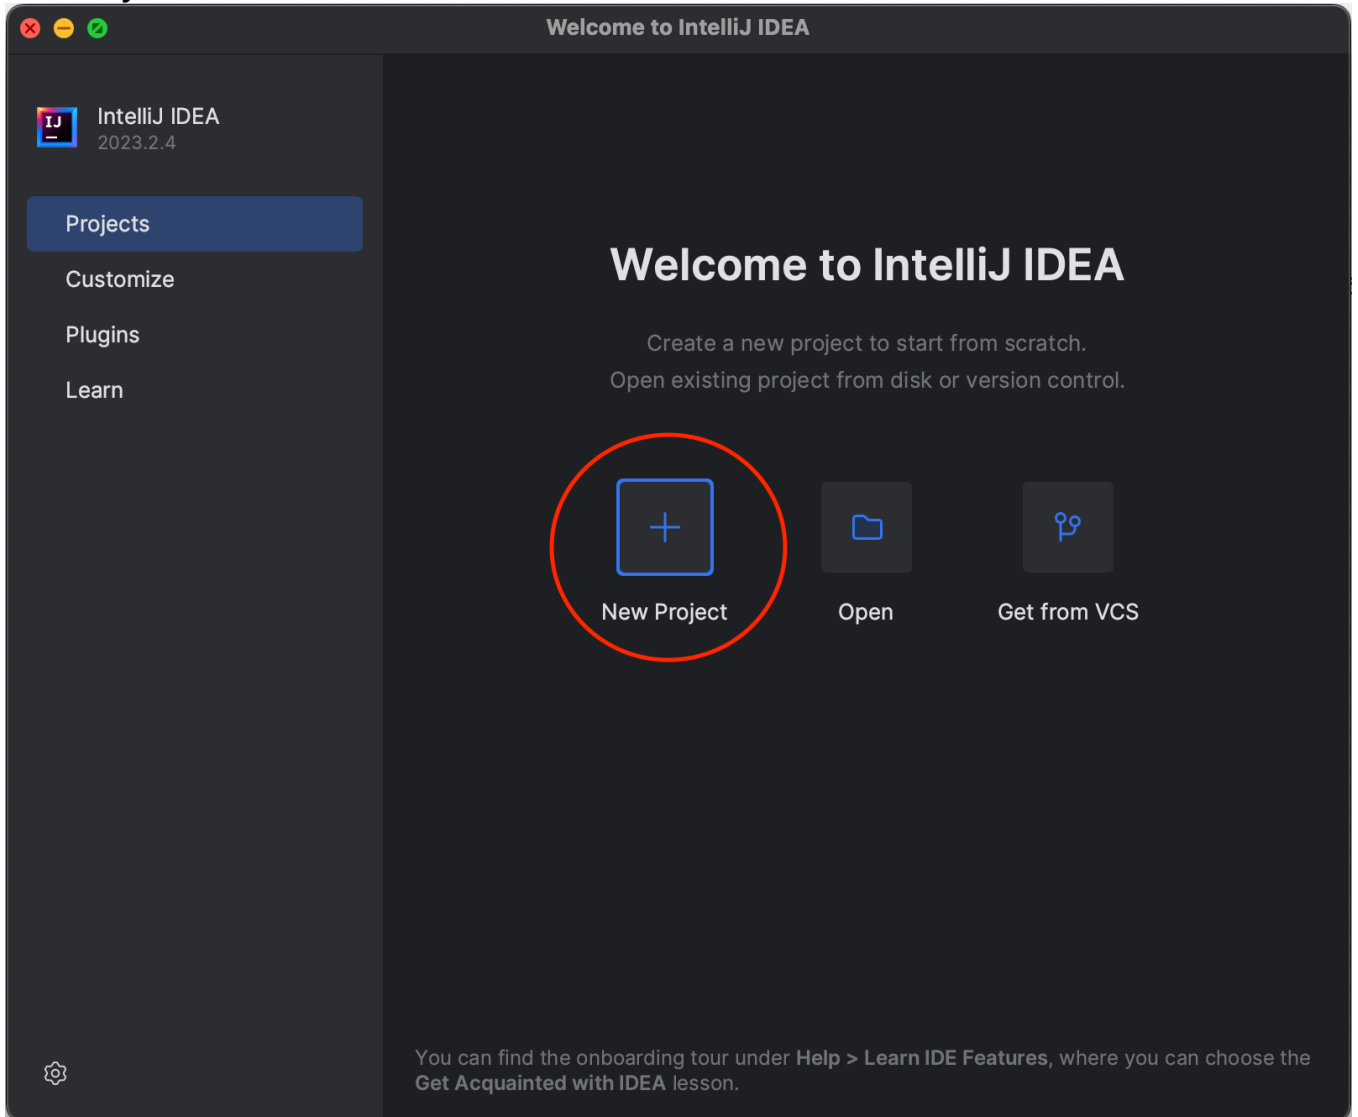 Welcome to IntelliJ IDEA
IJ
IntelliJ IDEA
2023.2.4
Projects
Customize
Plugins
Learn
Welcome to IntelliJ IDEA
Create a new project to start from scratch.
Open existing project from disk or version control.
New Project
Open
Get from VCS
You can find the onboarding tour under Help > Learn IDE Features, where you can choose the
Get Acquainted with IDEA lesson.